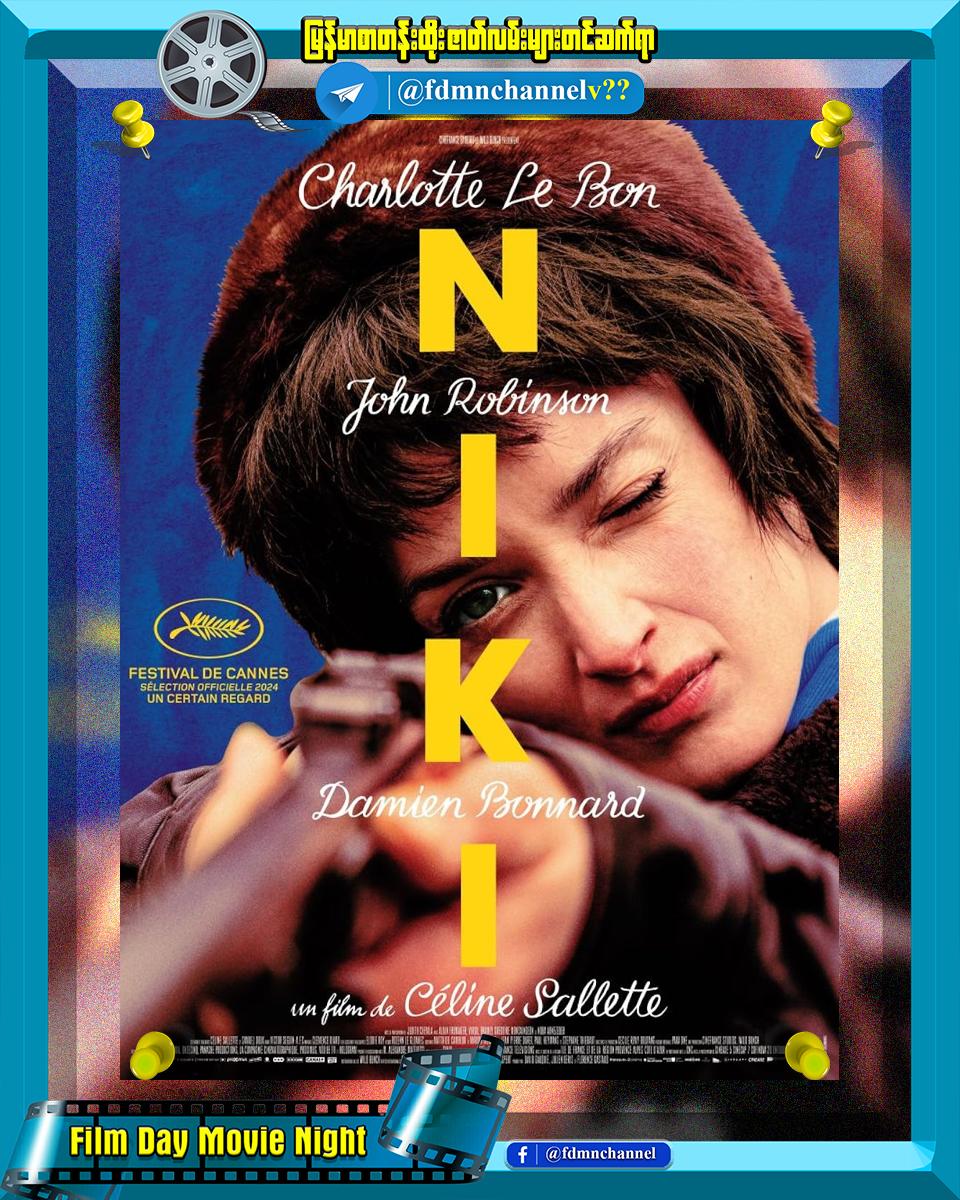 မြန်မာစာတန်းထိုးဇာတ်လမ်းများတင်ဆက်ရာ
@fdmnchannelv??
Charlotte Le Bon
N
John Robinson
I
FESTIVAL DE CANNES
SÉLECTION OFFICIELLE 2024
UN CERTAIN REGARD
K
Damien Bonnard
I
un film de Céline Sallette
Film Day Movie Night
f @fdmnchannel